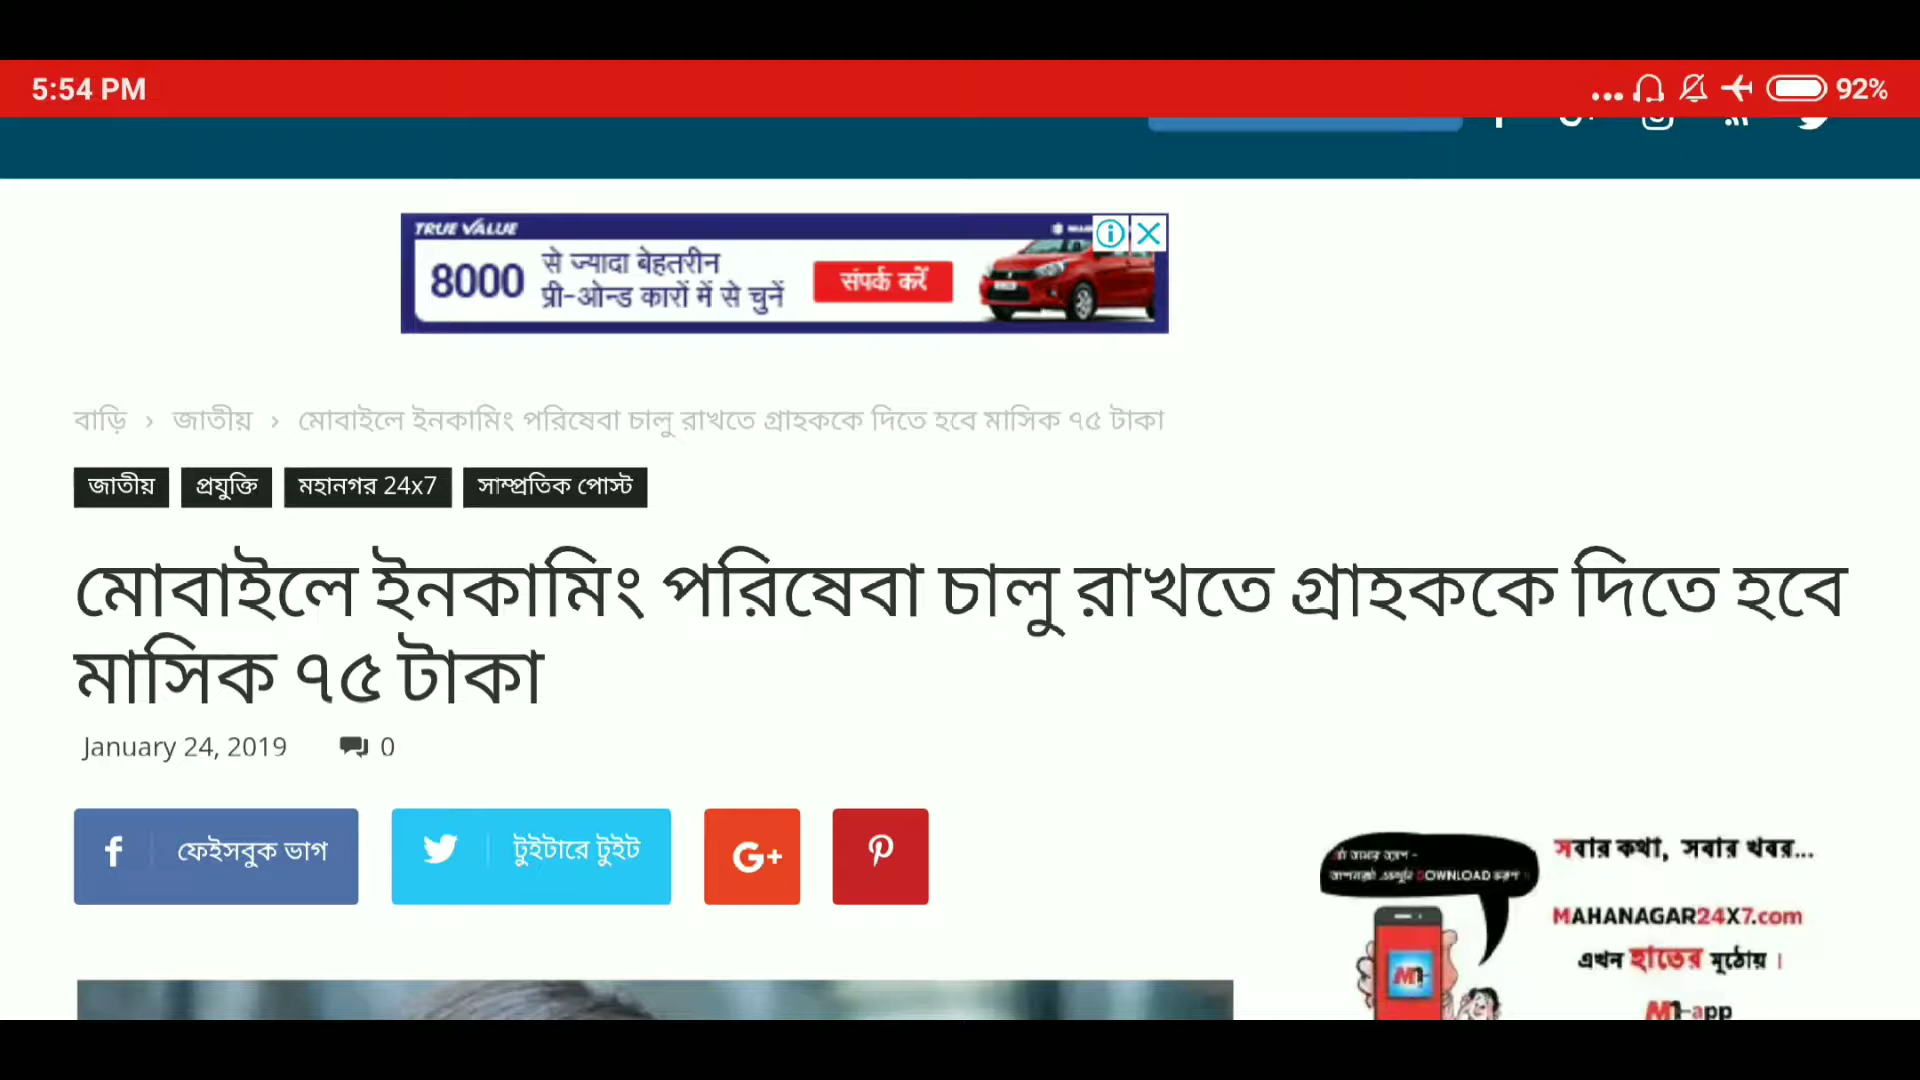 5:54 PM
92%
TRUE VALUE
8000 से ज्यादा बेहतरीन
प्री-ओन्ड कारों में से चुनें
संपर्क करें
বাড়ি › জাতীয় › মোবাইলে ইনকামিং পরিষেবা চালু রাখতে গ্রাহককে দিতে হবে মাসিক ৭৫ টাকা
জাতীয় প্রযুক্তি মহানগর 24x7 সাম্প্রতিক পোস্ট
মোবাইলে ইনকামিং পরিষেবা চালু রাখতে গ্রাহককে দিতে হবে
মাসিক ৭৫ টাকা
January 24, 2019 0
ফেইসবুক ভাগ টুইটারে টুইট G+
DOWNLOAD
সবার কথা, সবার খবর...
MAHANAGAR24X7.com
এখন হাতের মুঠোয় ।
M-app